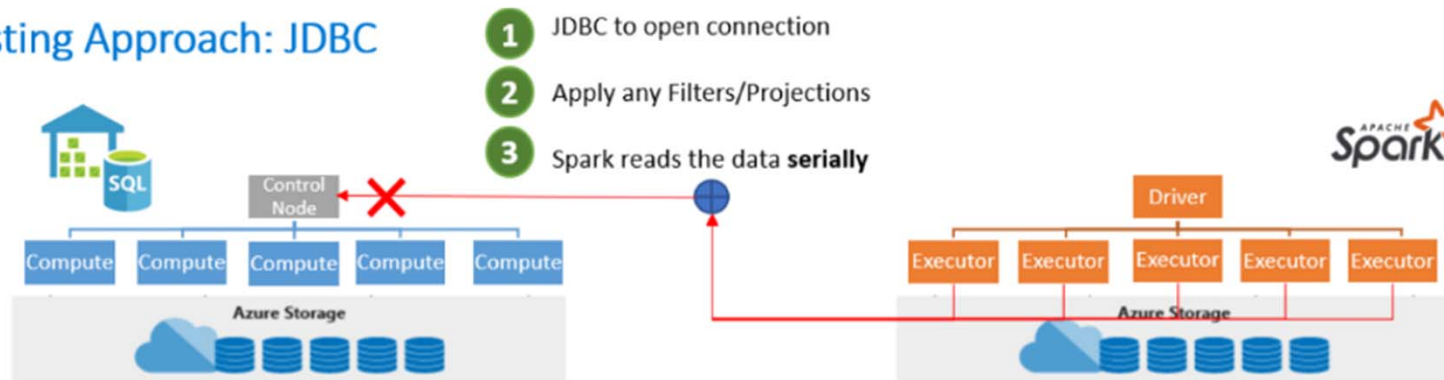 sting Approach: JDBC
1 JDBC to open connection
2 Apply any Filters/Projections
3 Spark reads the data serially
SQL
APACHE
Spark
Control
Node
Driver
Compute Compute Compute Compute Compute
Executor Executor Executor Executor Executor
Azure Storage
Azure Storage